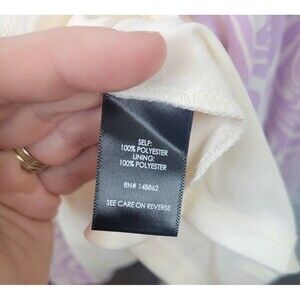 SELF:
100% POLYESTER
LINING:
100% POLYESTER
RN# 148862
SEE CARE ON REVERSE